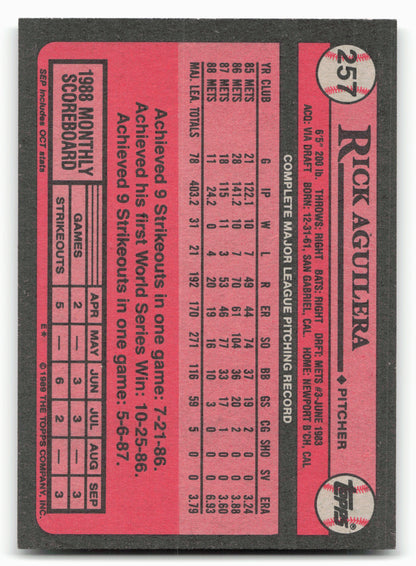 257
RICK AGUILERA ♦ PITCHER
topps
6'5" 200 lb. THROWS: RIGHT BATS: RIGHT DRFT: METS #3-JUNE 1983
ACQ: VIA DRAFT BORN: 12-31-61, SAN GABRIEL, CAL. HOME: NEWPORT B'CH, CAL.
COMPLETE MAJOR LEAGUE PITCHING RECORD
YR CLUB G IP W L R ER SO BB GS CG SHO SV ERA
85 METS 21 122.1 10 7 49 44 74 37 19 2 0 0 3.24
86 METS 28 141.2 10 7 70 61 104 36 20 2 0 0 3.88
87 METS 18 115 11 3 53 46 77 33 17 1 0 0 3.60
88 METS 11 24.2 0 4 20 19 16 10 3 0 0 0 6.93
MAJ. LEA. TOTALS 78 403.2 31 21 192 170 271 116 59 5 0 0 3.79
Achieved 9 Strikeouts in one game: 7-21-86.
Achieved his first World Series Win: 10-25-86.
Achieved 9 Strikeouts in one game: 5-6-87.
1988 MONTHLY
SCOREBOARD
SEP includes OCT stats
APR MAY JUN JUL AUG SEP
GAMES 2 — 3 3 — 3
STRIKEOUTS 5 — 6 2 — 3
E* ©1989 THE TOPPS COMPANY, INC.